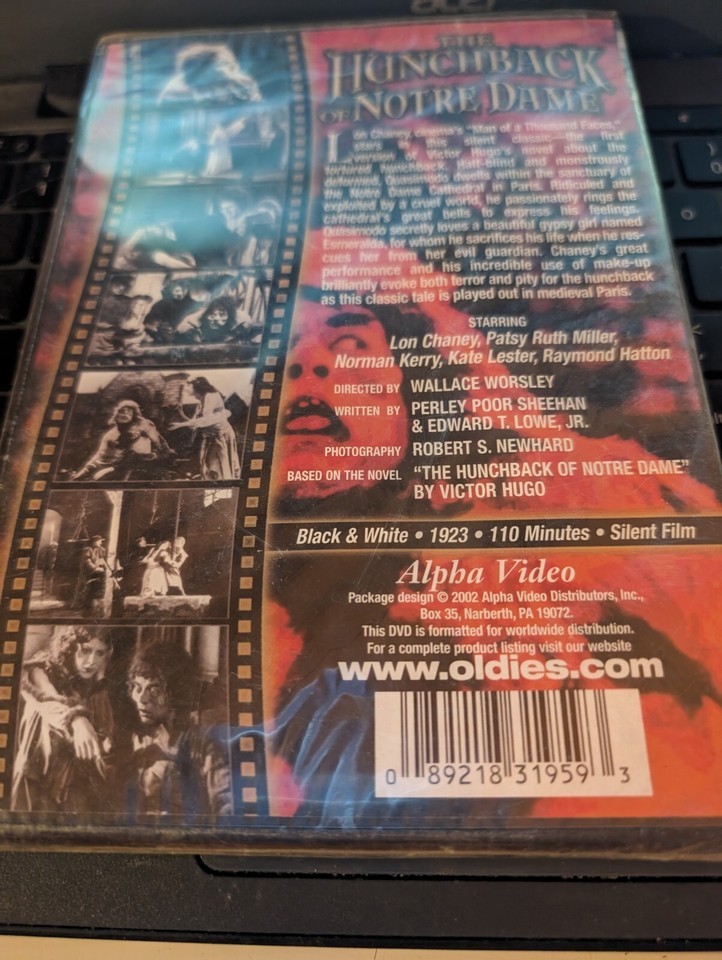 THE
HUNCHBACK
OF NOTRE DAME
Lon Chaney, cinema's "Man of a Thousand Faces,"
stars in this silent classic—the first
version of Victor Hugo's novel about the
tortured hunchback. Half-blind and monstrously
deformed, Quasimodo dwells within the sanctuary of
the Notre Dame Cathedral in Paris. Ridiculed and
exploited by a cruel world, he passionately rings the
cathedral's great bells to express his feelings.
Quasimodo secretly loves a beautiful gypsy girl named
Esmeralda, for whom he sacrifices his life when he res-
cues her from her evil guardian. Chaney's great
performance and his incredible use of make-up
brilliantly evoke both terror and pity for the hunchback
as this classic tale is played out in medieval Paris.
STARRING
Lon Chaney, Patsy Ruth Miller,
Norman Kerry, Kate Lester, Raymond Hatton
DIRECTED BY WALLACE WORSLEY
WRITTEN BY PERLEY POOR SHEEHAN
& EDWARD T. LOWE, JR.
PHOTOGRAPHY ROBERT S. NEWHARD
BASED ON THE NOVEL "THE HUNCHBACK OF NOTRE DAME"
BY VICTOR HUGO
Black & White • 1923 • 110 Minutes • Silent Film
Alpha Video
Package design © 2002 Alpha Video Distributors, Inc.,
Box 35, Narberth, PA 19072.
This DVD is formatted for worldwide distribution.
For a complete product listing visit our website
www.oldies.com
0 89218 31959 3